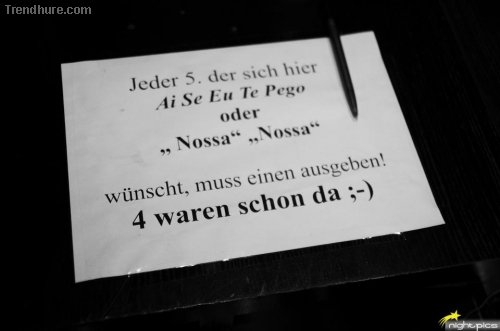 Trendhure.com
Jeder 5. der sich hier
Ai Se Eu Te Pego
oder
„ Nossa“ „Nossa“
wünscht, muss einen ausgeben!
4 waren schon da ;-)
nightpics